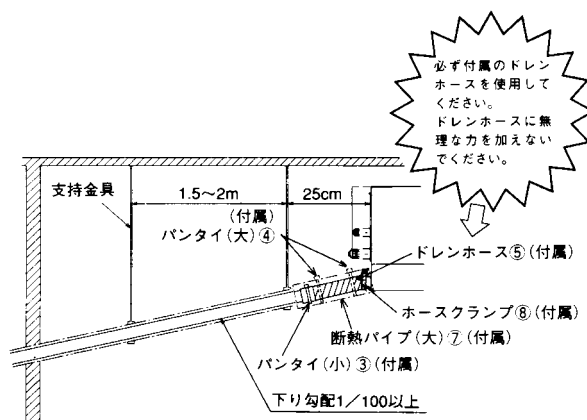 必ず付属のドレン
ホースを使用して
ください。
ドレンホースに無
理な力を加えない
でください。
支持金具
1.5〜2m
25cm
(付属)
バンタイ(大)④
ドレンホース⑤(付属)
ホースクランプ⑧(付属)
断熱パイプ(大)⑦(付属)
バンタイ(小)③(付属)
下り勾配1/100以上